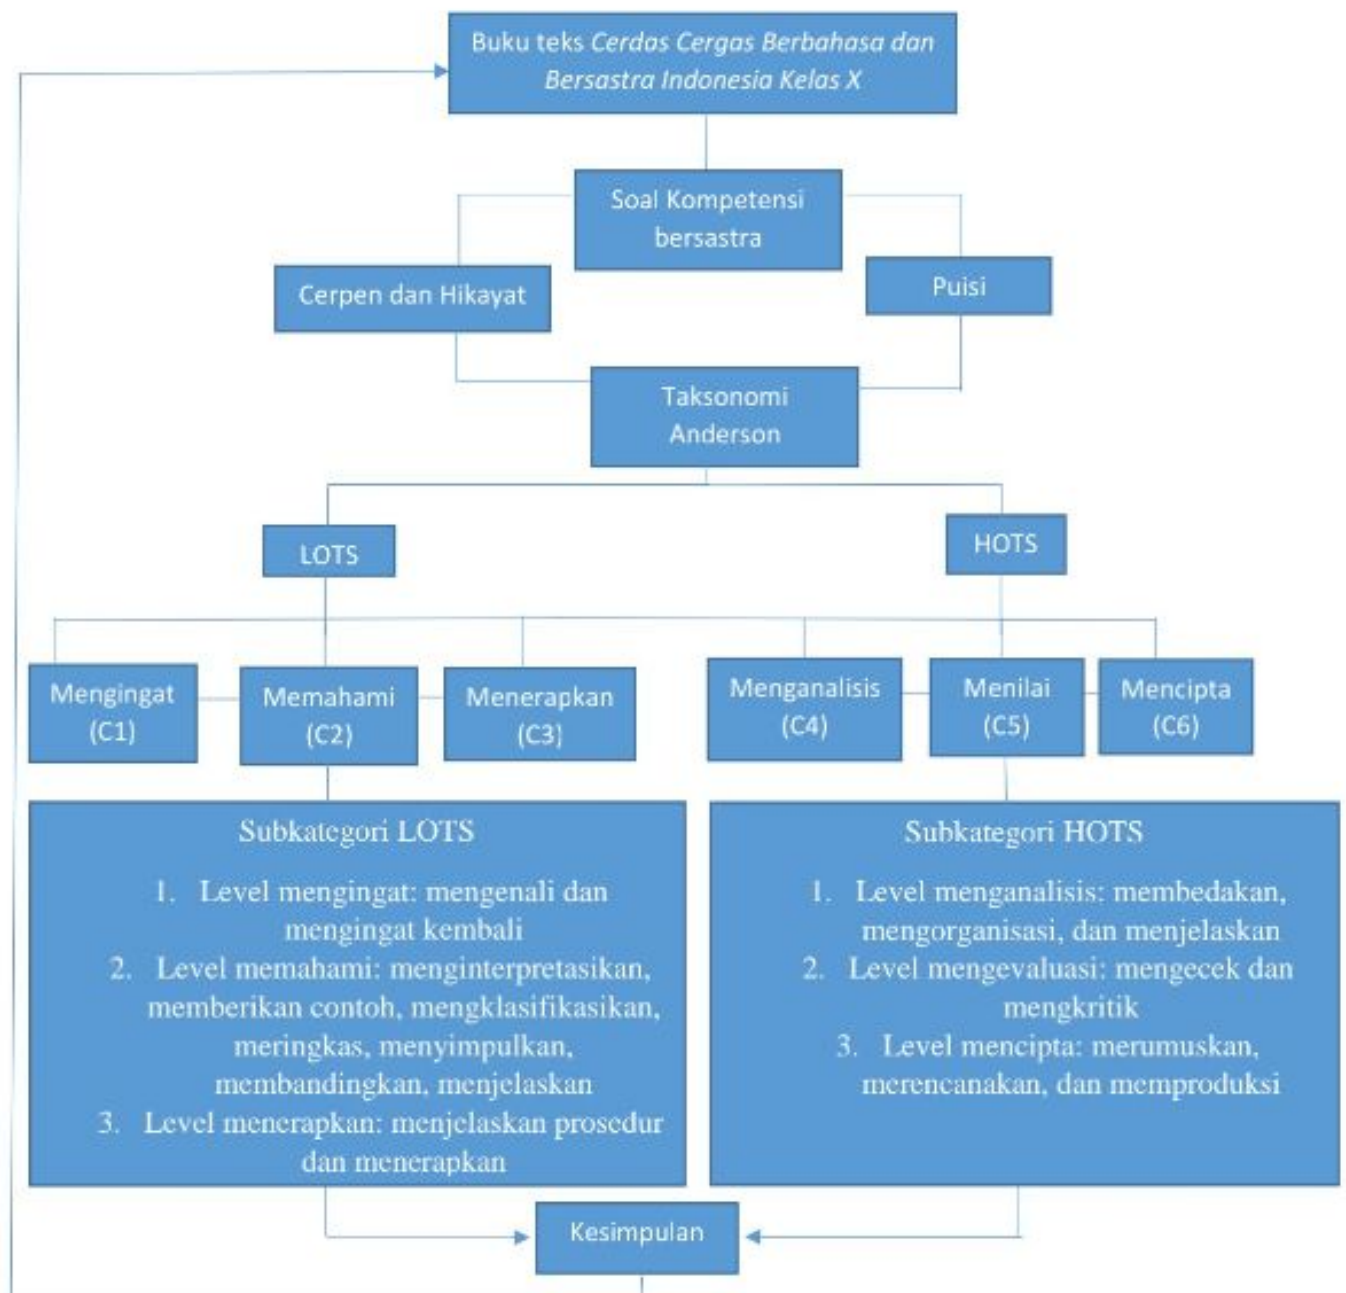 Buku teks Cerdas Cergas Berbahasa dan
Bersastra Indonesia Kelas X
Soal Kompetensi
bersastra
Cerpen dan Hikayat
Puisi
Taksonomi
Anderson
LOTS
HOTS
Mengingat
(C1)
Memahami
(C2)
Menerapkan
(C3)
Menganalisis
(C4)
Menilai
(C5)
Mencipta
(C6)
Subkategori LOTS
1. Level mengingat: mengenali dan
mengingat kembali
2. Level memahami: menginterpretasikan,
memberikan contoh, mengklasifikasikan,
meringkas, menyimpulkan,
membandingkan, menjelaskan
3. Level menerapkan: menjelaskan prosedur
dan menerapkan
Subkategori HOTS
1. Level menganalisis: membedakan,
mengorganisasi, dan menjelaskan
2. Level mengevaluasi: mengecek dan
mengkritik
3. Level mencipta: merumuskan,
merencanakan, dan memproduksi
Kesimpulan